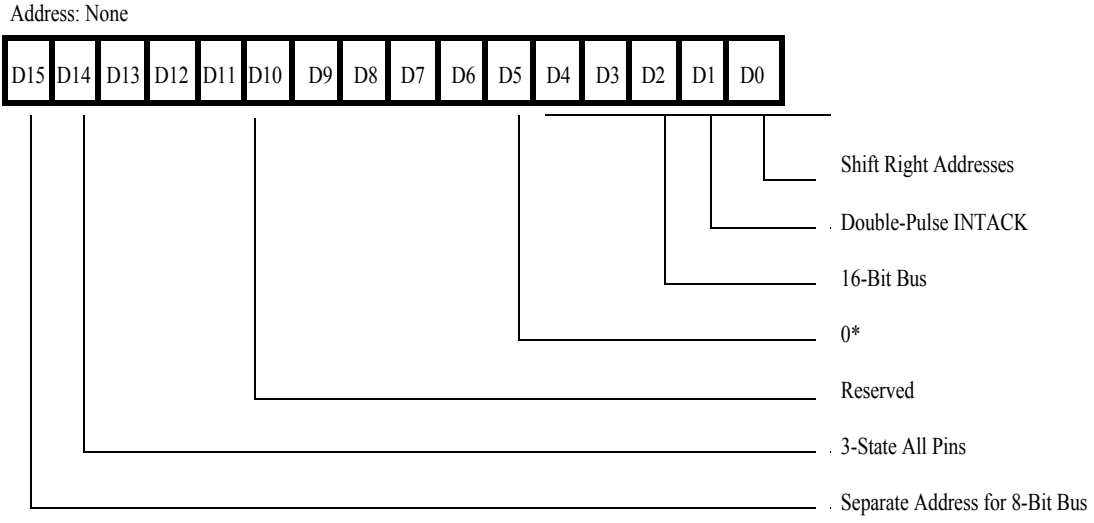 Address: None
D15 D14 D13 D12 D11 D10 D9 D8 D7 D6 D5 D4 D3 D2 D1 D0
Shift Right Addresses
Double-Pulse INTACK
16-Bit Bus
0*
Reserved
3-State All Pins
Separate Address for 8-Bit Bus